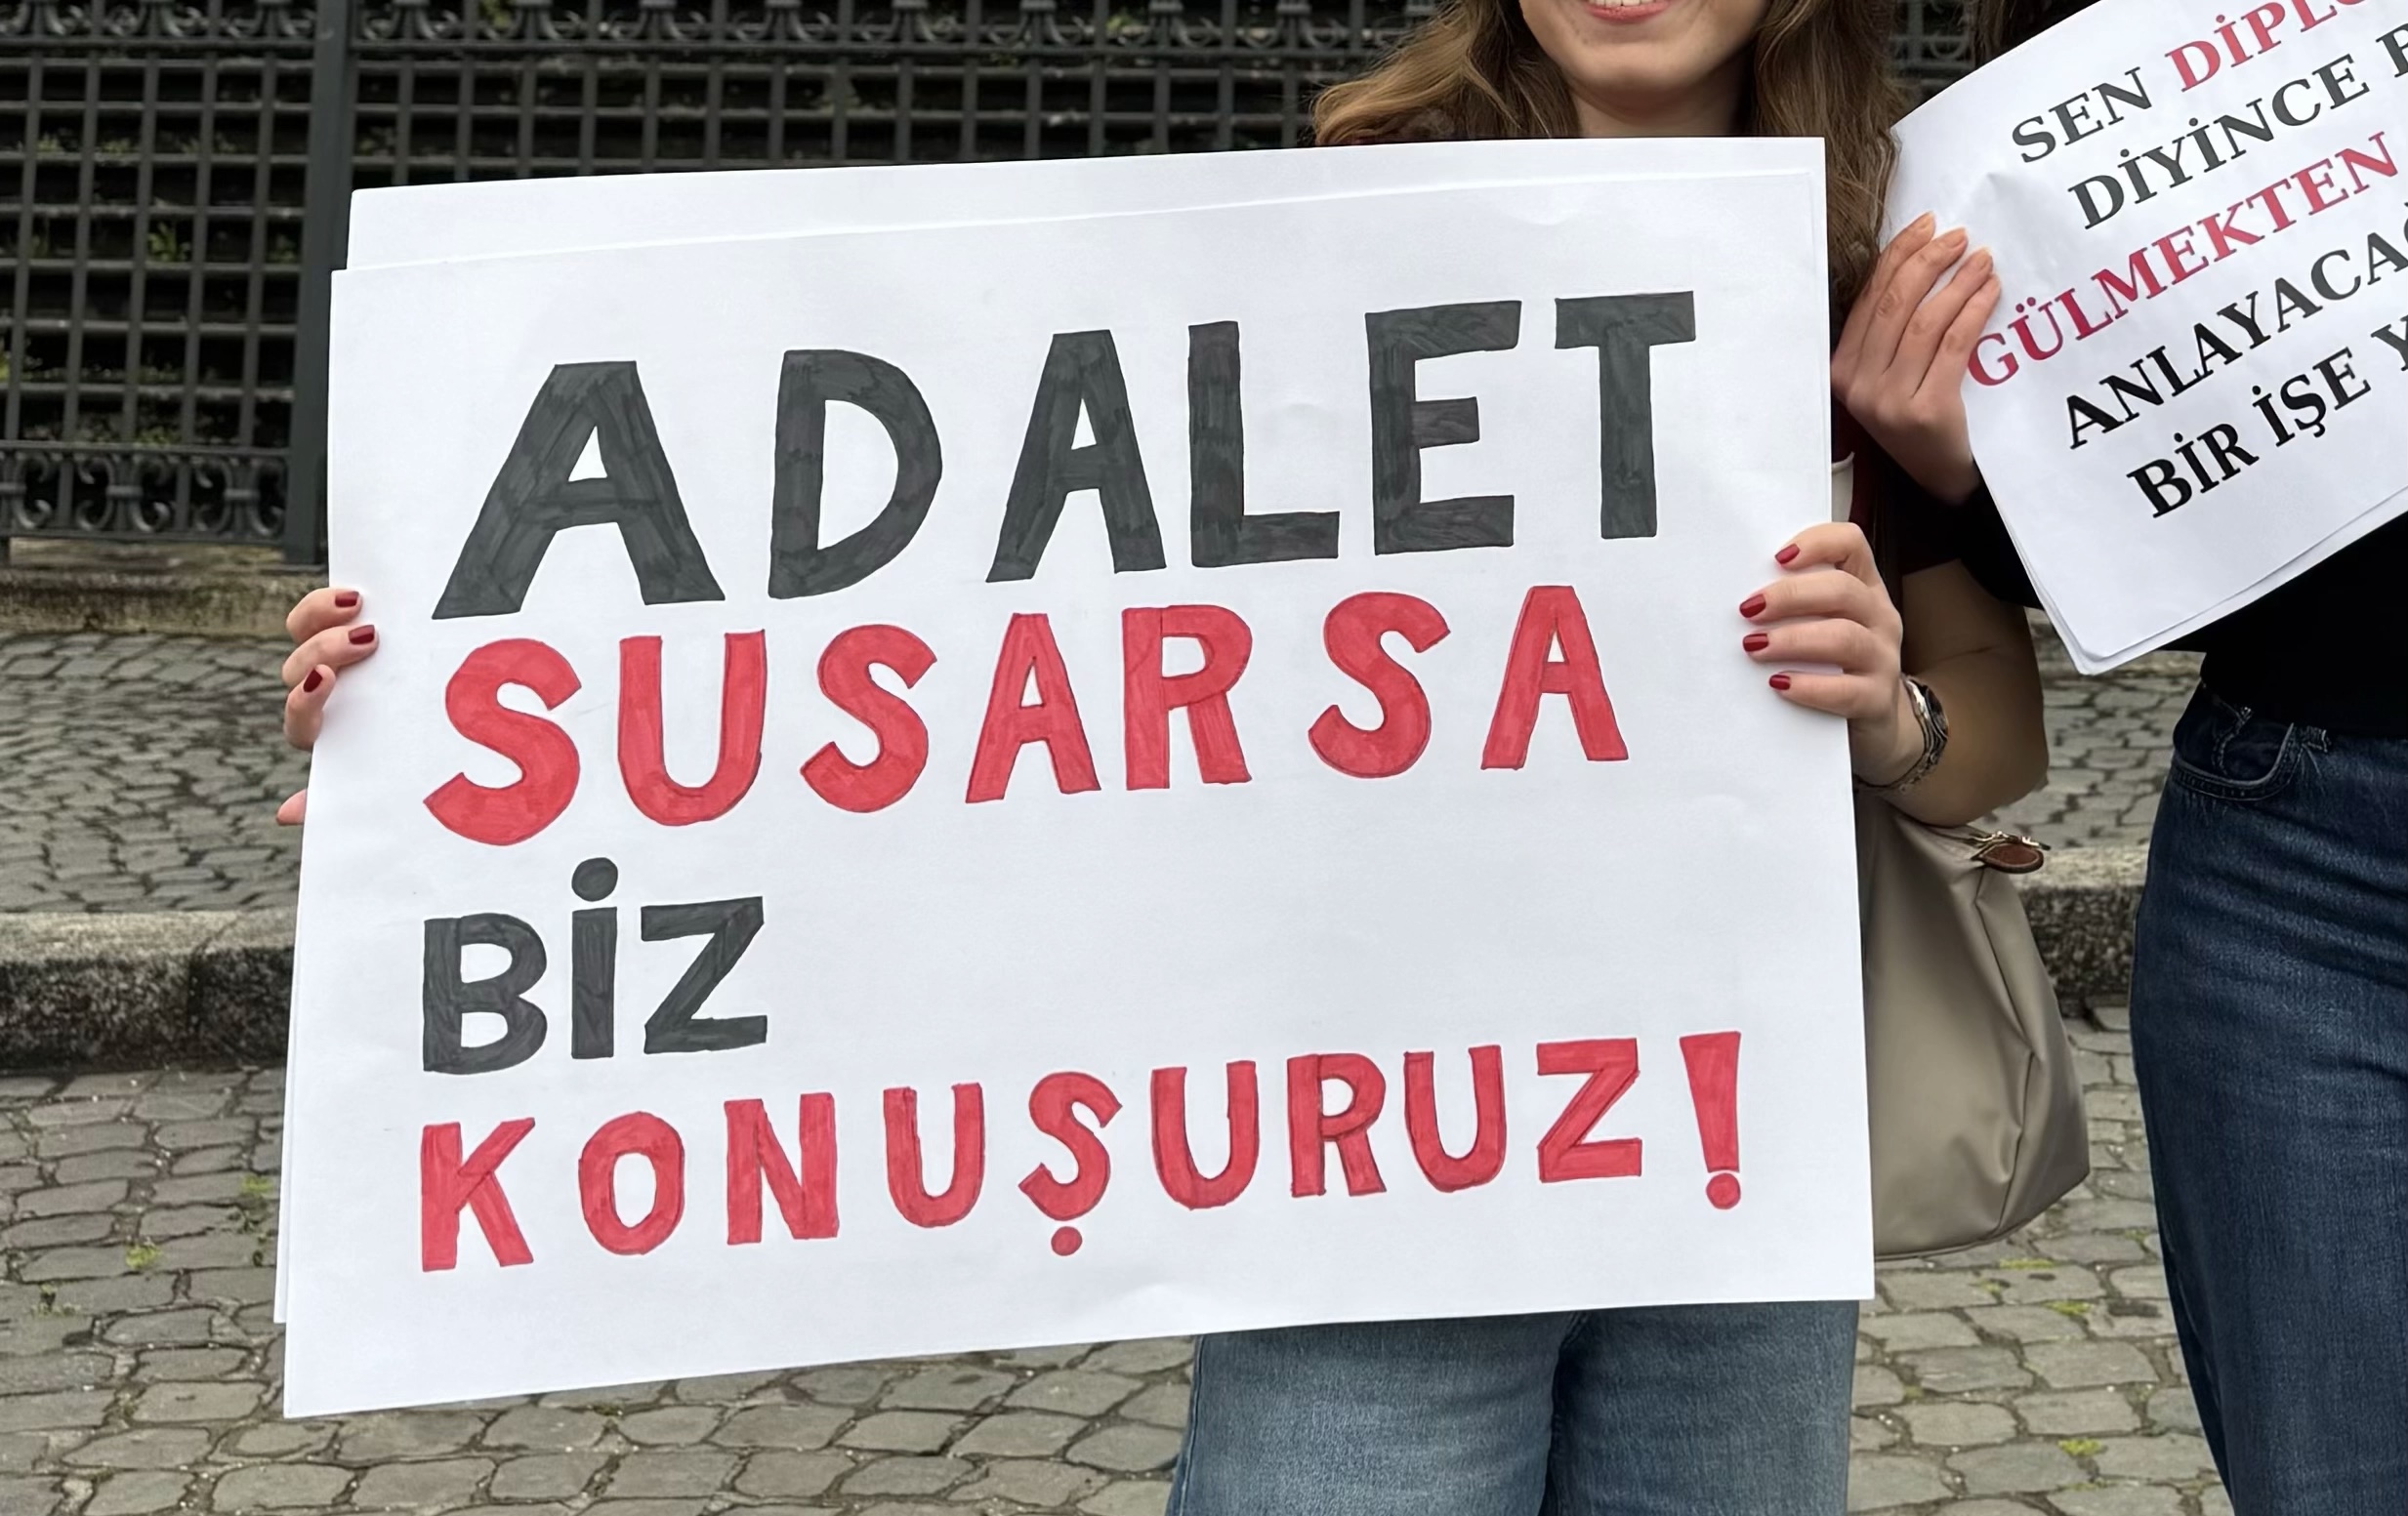 ADALET
SUSARSA
BİZ
KONUŞURUZ!
SEN
DİYİNCE
GÜLMEKTEN
BİR İŞE